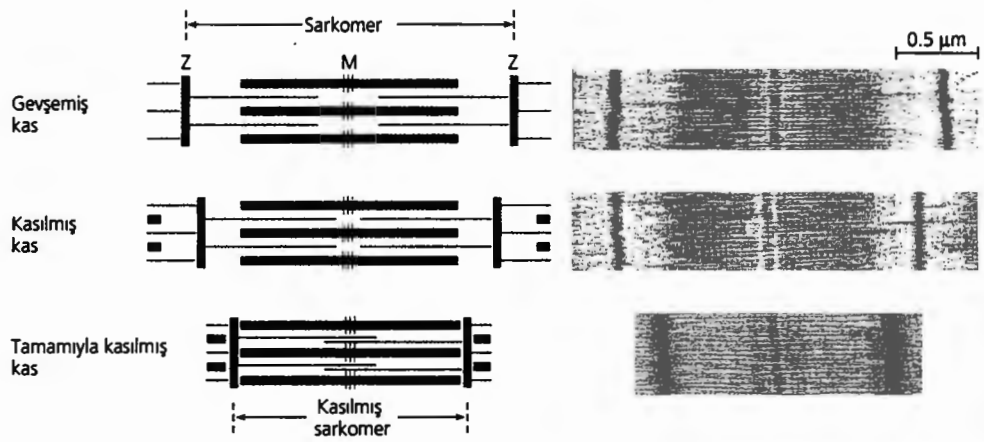 Sarkomer
Z
M
Z
0.5 µm
Gevşemiş
kas
Kasılmış
kas
Tamamıyla kasılmış
kas
Kasılmış
sarkomer